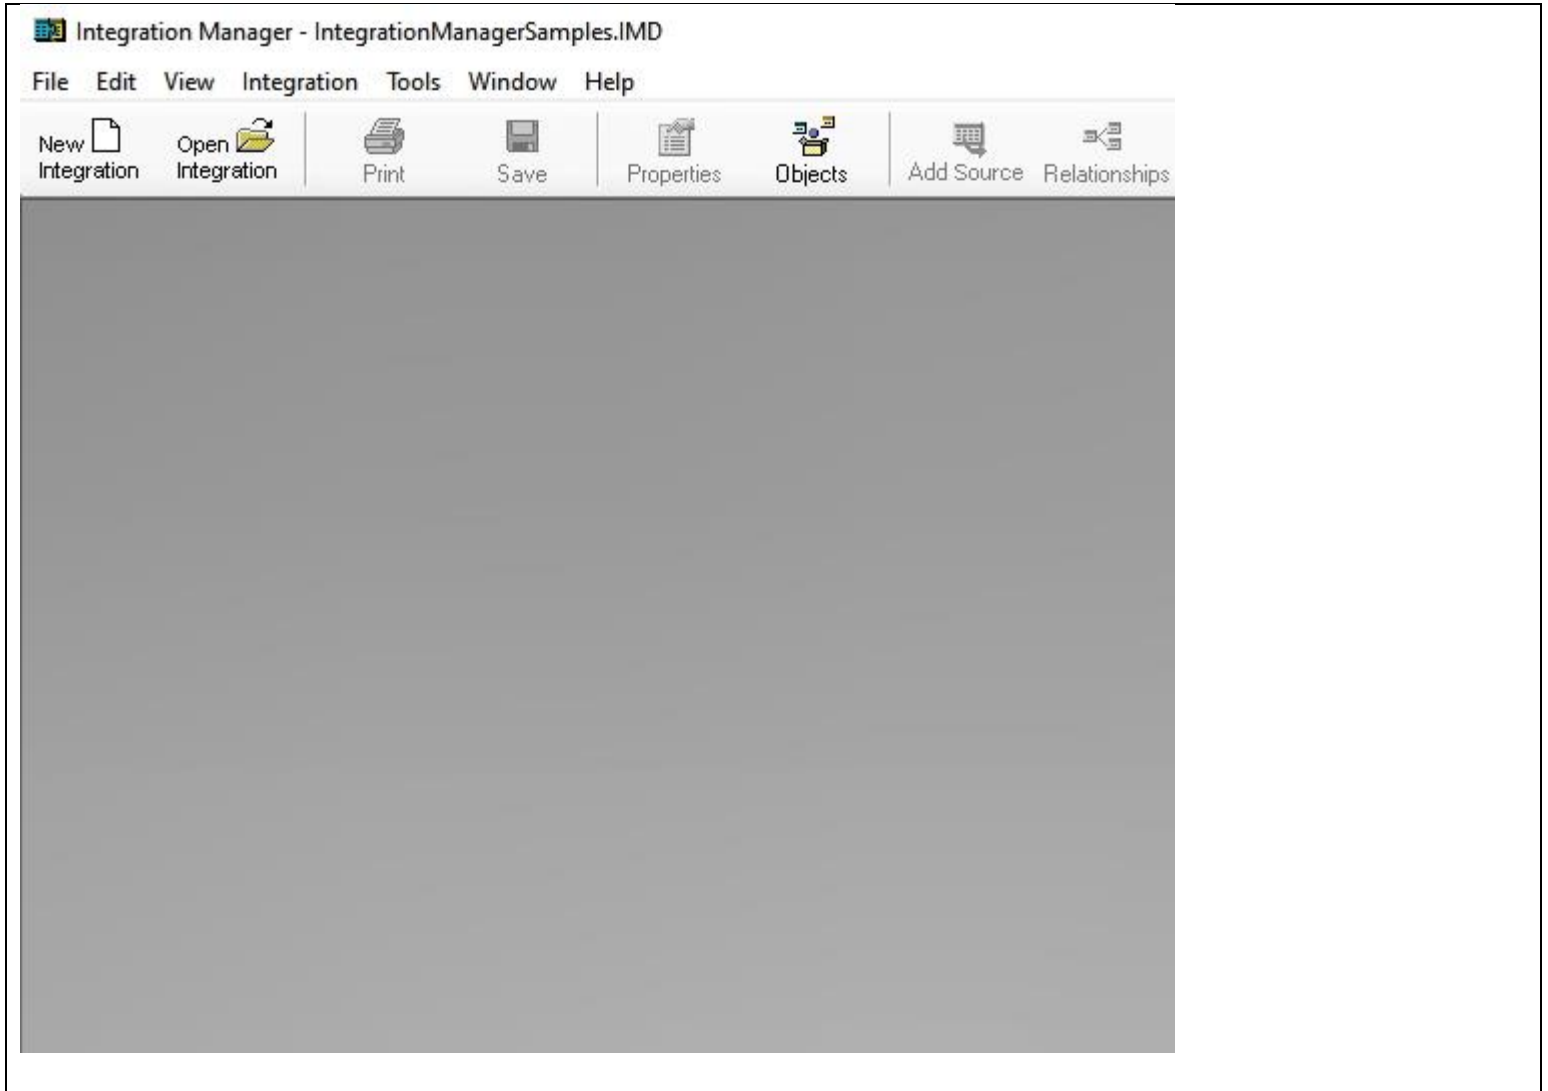 Integration Manager - IntegrationManagerSamples.IMD
File Edit View Integration Tools Window Help
New Integration Open Integration Print Save Properties Objects Add Source Relationships